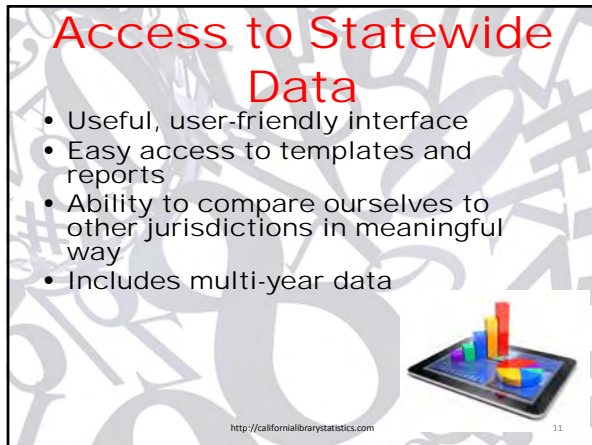 Access to Statewide
Data
• Useful, user-friendly interface
• Easy access to templates and
reports
• Ability to compare ourselves to
other jurisdictions in meaningful
way
• Includes multi-year data
http://californialibrarystatistics.com
11